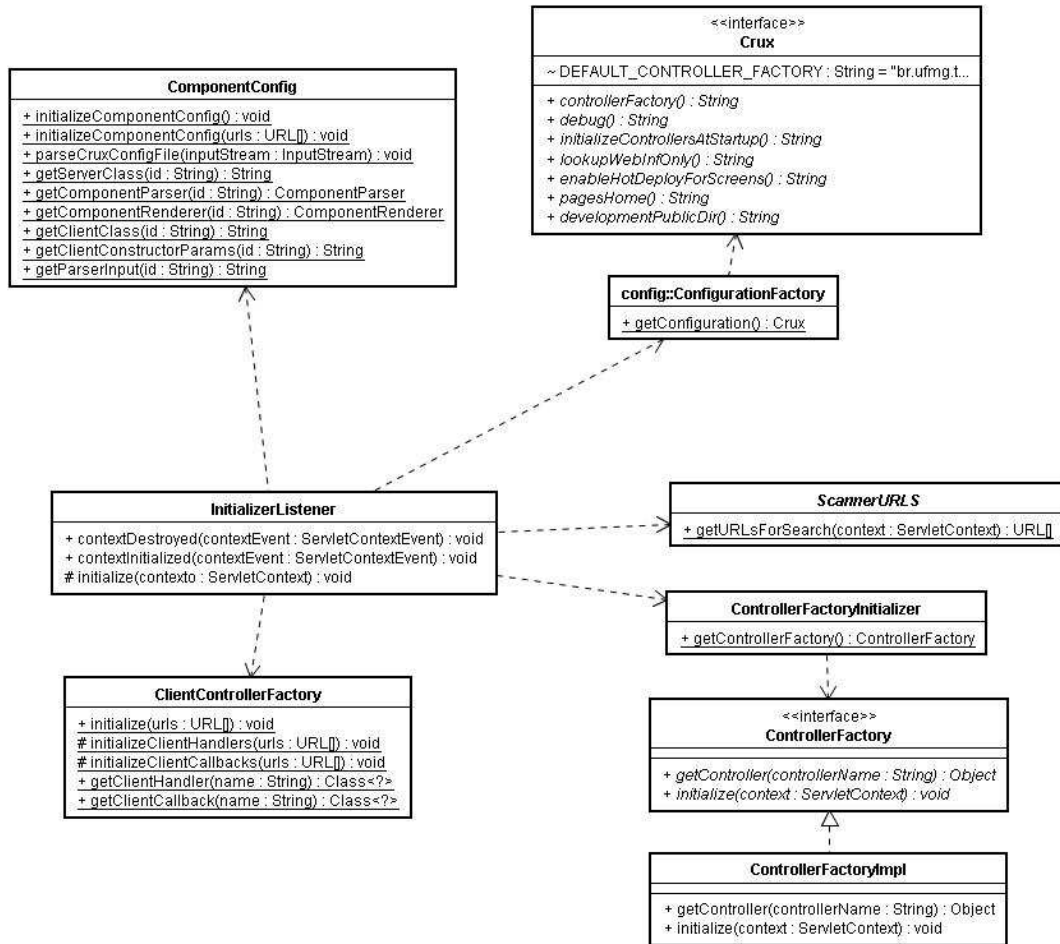 <<interface>>
Crux
~ DEFAULT_CONTROLLER_FACTORY : String = "br.ufmg.t...
+ controllerFactory() : String
+ debug() : String
+ initializeControllersAtStartup() : String
+ lookupWebInfOnly() : String
+ enableHotDeployForScreens() : String
+ pagesHome() : String
+ developmentPublicDir() : String
ComponentConfig
+ initializeComponentConfig() : void
+ initializeComponentConfig(urls : URL[]) : void
+ parseCruxConfigFile(inputStream : InputStream) : void
+ getServerClass(id : String) : String
+ getComponentParser(id : String) : ComponentParser
+ getComponentRenderer(id : String) : ComponentRenderer
+ getClientClass(id : String) : String
+ getClientConstructorParams(id : String) : String
+ getParserInput(id : String) : String
config::ConfigurationFactory
+ getConfiguration() : Crux
InitializerListener
+ contextDestroyed(contextEvent : ServletContextEvent) : void
+ contextInitialized(contextEvent : ServletContextEvent) : void
# initialize(contexto : ServletContext) : void
ScannerURLS
+ getURLsForSearch(context : ServletContext) : URL[]
ControllerFactoryInitializer
+ getControllerFactory() : ControllerFactory
ClientControllerFactory
+ initialize(urls : URL[]) : void
# initializeClientHandlers(urls : URL[]) : void
# initializeClientCallbacks(urls : URL[]) : void
+ getClientHandler(name : String) : Class<?>
+ getClientCallback(name : String) : Class<?>
<<interface>>
ControllerFactory
+ getController(controllerName : String) : Object
+ initialize(context : ServletContext) : void
ControllerFactoryImpl
+ getController(controllerName : String) : Object
+ initialize(context : ServletContext) : void